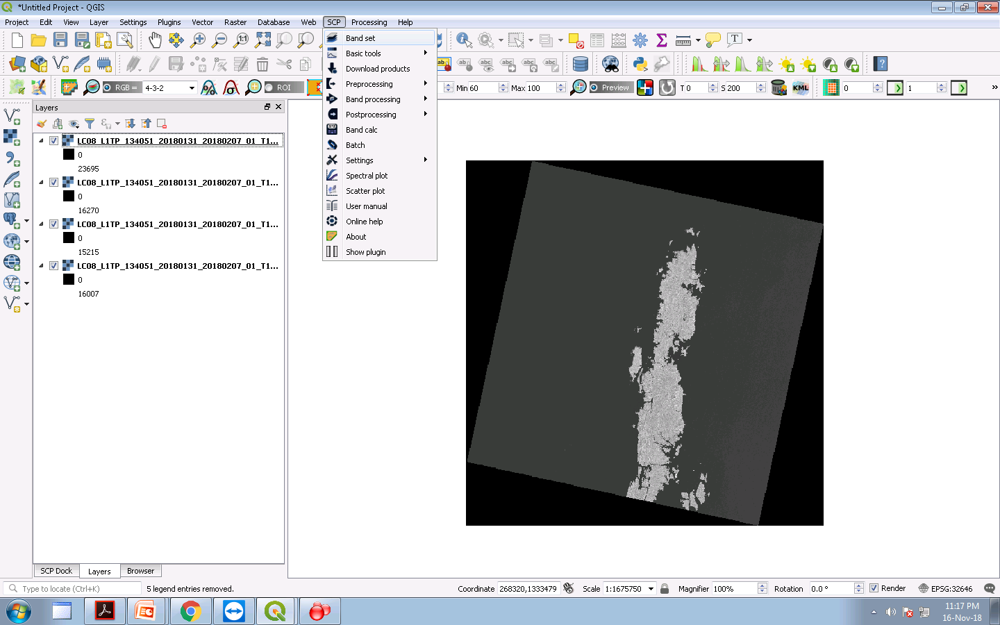 *Untitled Project - QGIS
Project Edit View Layer Settings Plugins Vector Raster Database Web SCP Processing Help
Band set
Basic tools
Download products
Preprocessing
Band processing
Postprocessing
Band calc
Batch
Settings
Spectral plot
Scatter plot
User manual
Online help
About
Show plugin
RGB = 4-3-2 ROI Min 60 Max 100 Preview T 0 S 200 KML 0 1 »
Layers
LC08_L1TP_134051_20180131_20180207_01_T1...
0
23695
LC08_L1TP_134051_20180131_20180207_01_T1...
0
16270
LC08_L1TP_134051_20180131_20180207_01_T1...
0
15215
LC08_L1TP_134051_20180131_20180207_01_T1...
0
16007
SCP Dock Layers Browser
Type to locate (Ctrl+K) 5 legend entries removed. Coordinate 268320,1333479 Scale 1:1675750 Magnifier 100% Rotation 0.0 ° Render EPSG:32646
11:17 PM
16-Nov-18